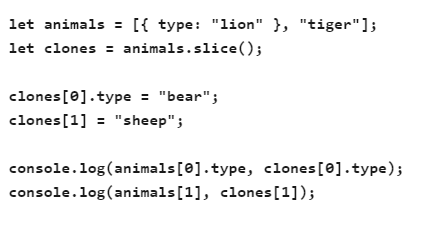 let animals = [{ type: "lion" }, "tiger"];
let clones = animals.slice();
clones[0].type = "bear";
clones[1] = "sheep";
console.log(animals[0].type, clones[0].type);
console.log(animals[1], clones[1]);